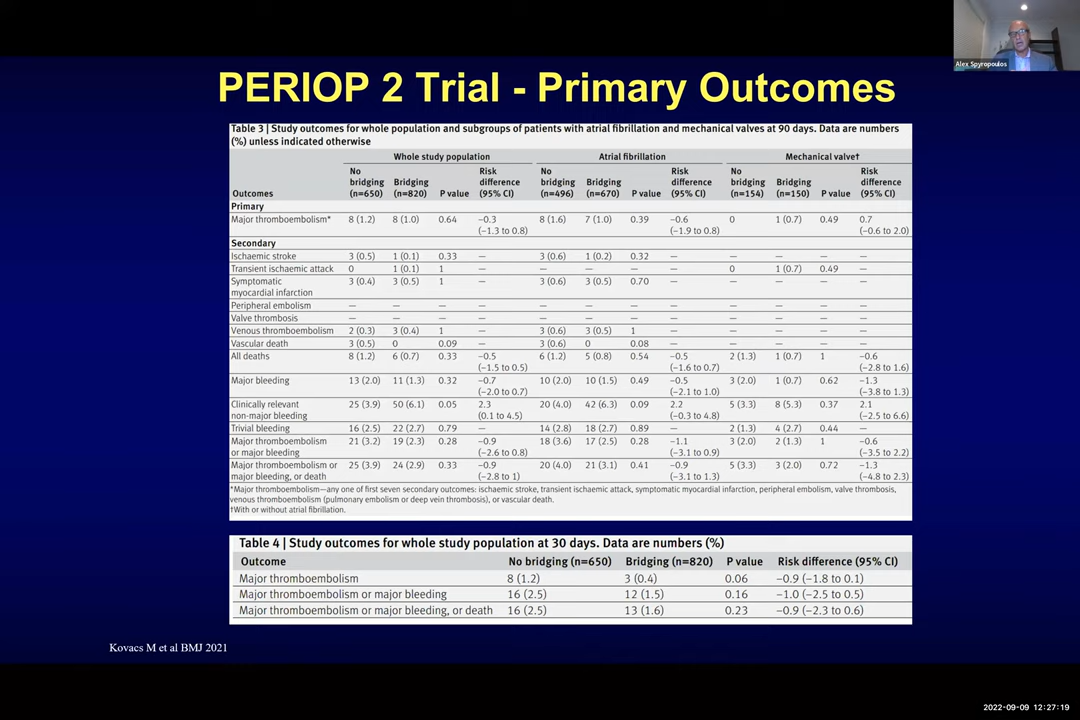 Alex Spyropoulos
PERIOP 2 Trial - Primary Outcomes
Table 3 | Study outcomes for whole population and subgroups of patients with atrial fibrillation and mechanical valves at 90 days. Data are numbers
(%) unless indicated otherwise
Whole study population Atrial fibrillation Mechanical valve†
No Risk No Risk No Risk
bridging Bridging difference bridging Bridging difference bridging Bridging difference
Outcomes (n=650) (n=820) P value (95% CI) (n=496) (n=670) P value (95% CI) (n=154) (n=150) P value (95% CI)
Primary
Major thromboembolism* 8 (1.2) 8 (1.0) 0.64 −0.3 8 (1.6) 7 (1.0) 0.39 −0.6 0 1 (0.7) 0.49 0.7
(−1.3 to 0.8) (−1.9 to 0.8) (−0.6 to 2.0)
Secondary
Ischaemic stroke 3 (0.5) 1 (0.1) 0.33 — 3 (0.6) 1 (0.2) 0.32 — — — — —
Transient ischaemic attack 0 1 (0.1) 1 — — — — — 0 1 (0.7) 0.49 —
Symptomatic 3 (0.4) 3 (0.5) 1 — 3 (0.6) 3 (0.5) 0.70 — — — — —
myocardial infarction
Peripheral embolism — — — — — — — — — — — —
Valve thrombosis — — — — — — — — — — — —
Venous thromboembolism 2 (0.3) 3 (0.4) 1 — 3 (0.6) 3 (0.5) 1 — — — — —
Vascular death 3 (0.5) 0 0.09 — 3 (0.6) 0 0.08 — — — — —
All deaths 8 (1.2) 6 (0.7) 0.33 −0.5 6 (1.2) 5 (0.8) 0.54 −0.5 2 (1.3) 1 (0.7) 1 −0.6
(−1.5 to 0.5) (−1.6 to 0.7) (−2.8 to 1.6)
Major bleeding 13 (2.0) 11 (1.3) 0.32 −0.7 10 (2.0) 10 (1.5) 0.49 −0.5 3 (2.0) 1 (0.7) 0.62 −1.3
(−2.0 to 0.7) (−2.1 to 1.0) (−3.8 to 1.3)
Clinically relevant 25 (3.9) 50 (6.1) 0.05 2.3 20 (4.0) 42 (6.3) 0.09 2.2 5 (3.3) 8 (5.3) 0.37 2.1
non-major bleeding (0.1 to 4.5) (−0.3 to 4.8) (−2.5 to 6.6)
Trivial bleeding 16 (2.5) 22 (2.7) 0.79 — 14 (2.8) 18 (2.7) 0.89 — 2 (1.3) 4 (2.7) 0.44 —
Major thromboembolism 21 (3.2) 19 (2.3) 0.28 −0.9 18 (3.6) 17 (2.5) 0.28 −1.1 3 (2.0) 2 (1.3) 1 −0.6
or major bleeding (−2.6 to 0.8) (−3.1 to 0.9) (−3.5 to 2.2)
Major thromboembolism or 25 (3.9) 24 (2.9) 0.33 −0.9 20 (4.0) 21 (3.1) 0.41 −0.9 5 (3.3) 3 (2.0) 0.72 −1.3
major bleeding, or death (−2.8 to 1) (−3.1 to 1.3) (−4.8 to 2.3)
*Major thromboembolism—any one of first seven secondary outcomes: ischaemic stroke, transient ischaemic attack, symptomatic myocardial infarction, peripheral embolism, valve thrombosis,
venous thromboembolism (pulmonary embolism or deep vein thrombosis), or vascular death.
†With or without atrial fibrillation.
Table 4 | Study outcomes for whole study population at 30 days. Data are numbers (%)
Outcome No bridging (n=650) Bridging (n=820) P value Risk difference (95% CI)
Major thromboembolism 8 (1.2) 3 (0.4) 0.06 −0.9 (−1.8 to 0.1)
Major thromboembolism or major bleeding 16 (2.5) 12 (1.5) 0.16 −1.0 (−2.5 to 0.5)
Major thromboembolism or major bleeding, or death 16 (2.5) 13 (1.6) 0.23 −0.9 (−2.3 to 0.6)
Kovacs M et al BMJ 2021
2022-09-09 12:27:19